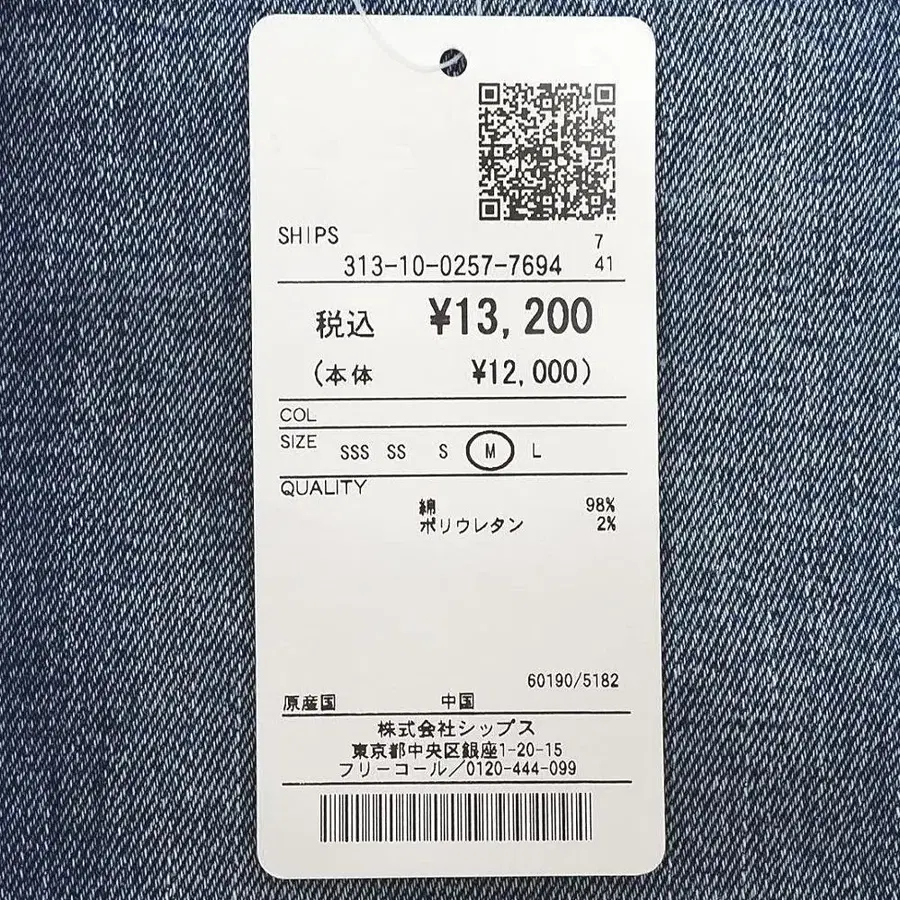 SHIPS 7
313-10-0257-7694 41
税込 ¥13,200
(本体 ¥12,000)
COL
SIZE SSS SS S M L
QUALITY
綿 98%
ポリウレタン 2%
60190/5182
原産国 中国
株式会社シップス
東京都中央区銀座1-20-15
フリーコール/0120-444-099